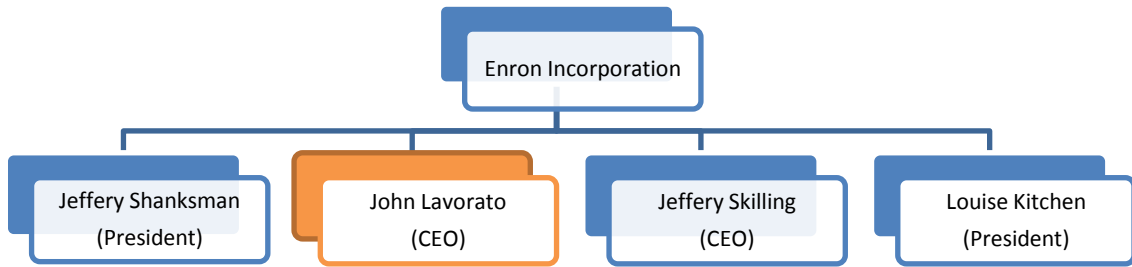 Enron Incorporation
Jeffery Shanksman
(President)
John Lavorato
(CEO)
Jeffery Skilling
(CEO)
Louise Kitchen
(President)